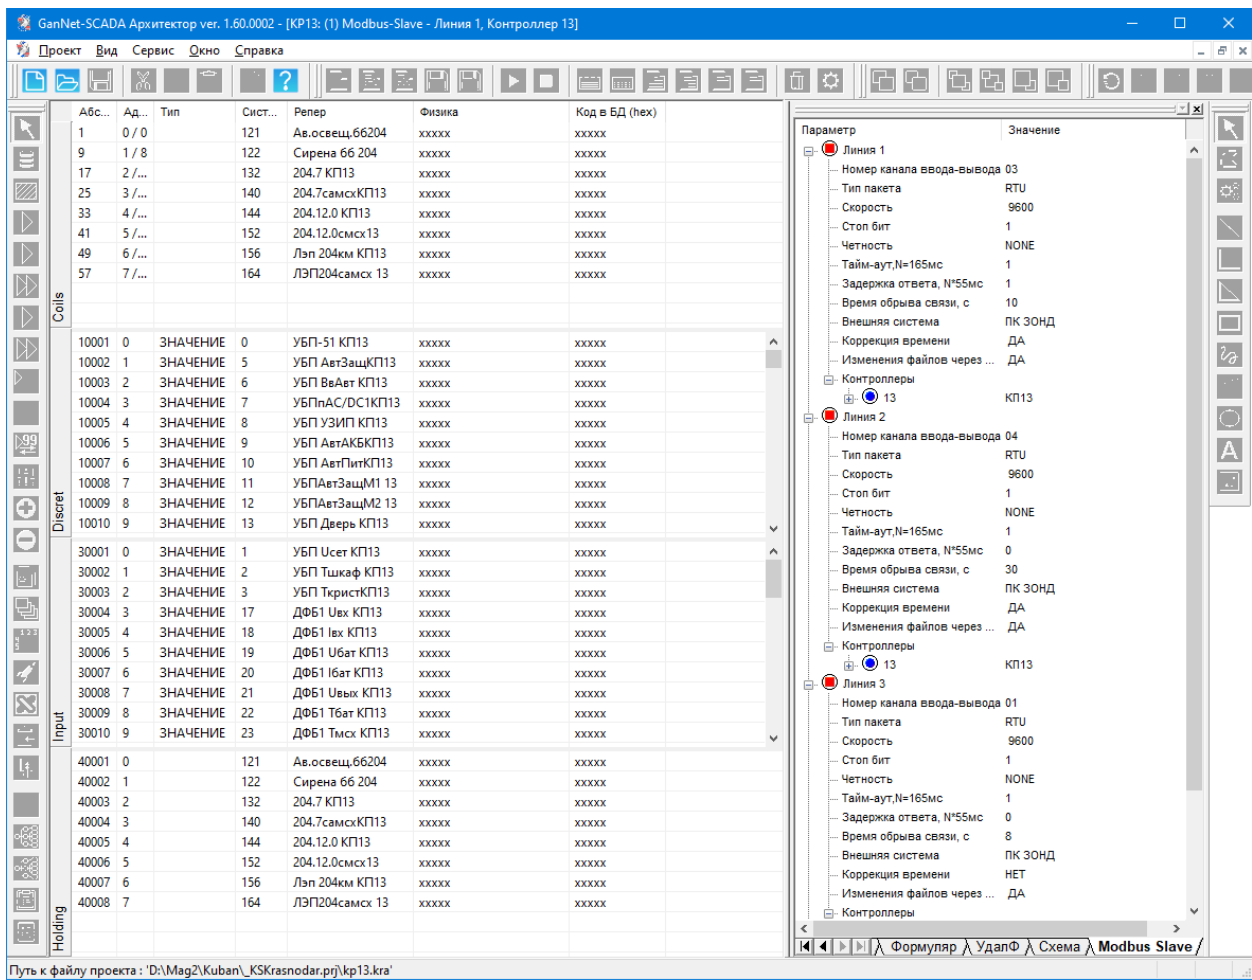 GanNet-SCADA Архитектор ver. 1.60.0002 - [КР13: (1) Modbus-Slave - Линия 1, Контроллер 13]
Проект Вид Сервис Окно Справка
Абс... Ад... Тип Сист... Репер Физика Код в БД (hex)
1 0 / 0 121 Ав.освещ.66204 xxxxx xxxxx
9 1 / 8 122 Сирена 66 204 xxxxx xxxxx
17 2 /... 132 204.7 КП13 xxxxx xxxxx
25 3 /... 140 204.7самсхКП13 xxxxx xxxxx
33 4 /... 144 204.12.0 КП13 xxxxx xxxxx
41 5 /... 152 204.12.0смсх13 xxxxx xxxxx
49 6 /... 156 Лэп 204км КП13 xxxxx xxxxx
57 7 /... 164 ЛЭП204самсх 13 xxxxx xxxxx
Coils
10001 0 ЗНАЧЕНИЕ 0 УБП-51 КП13 xxxxx xxxxx
10002 1 ЗНАЧЕНИЕ 5 УБП АвтЗащКП13 xxxxx xxxxx
10003 2 ЗНАЧЕНИЕ 6 УБП ВвАвт КП13 xxxxx xxxxx
10004 3 ЗНАЧЕНИЕ 7 УБПпАС/DC1КП13 xxxxx xxxxx
10005 4 ЗНАЧЕНИЕ 8 УБП УЗИП КП13 xxxxx xxxxx
10006 5 ЗНАЧЕНИЕ 9 УБП АвтАКБКП13 xxxxx xxxxx
10007 6 ЗНАЧЕНИЕ 10 УБП АвтПитКП13 xxxxx xxxxx
10008 7 ЗНАЧЕНИЕ 11 УБПАвтЗащМ1 13 xxxxx xxxxx
10009 8 ЗНАЧЕНИЕ 12 УБПАвтЗащМ2 13 xxxxx xxxxx
10010 9 ЗНАЧЕНИЕ 13 УБП Дверь КП13 xxxxx xxxxx
Discret
30001 0 ЗНАЧЕНИЕ 1 УБП Uсет КП13 xxxxx xxxxx
30002 1 ЗНАЧЕНИЕ 2 УБП Тшкаф КП13 xxxxx xxxxx
30003 2 ЗНАЧЕНИЕ 3 УБП ТкристКП13 xxxxx xxxxx
30004 3 ЗНАЧЕНИЕ 17 ДФБ1 Uвх КП13 xxxxx xxxxx
30005 4 ЗНАЧЕНИЕ 18 ДФБ1 Iвх КП13 xxxxx xxxxx
30006 5 ЗНАЧЕНИЕ 19 ДФБ1 Uбат КП13 xxxxx xxxxx
30007 6 ЗНАЧЕНИЕ 20 ДФБ1 Iбат КП13 xxxxx xxxxx
30008 7 ЗНАЧЕНИЕ 21 ДФБ1 Uвых КП13 xxxxx xxxxx
30009 8 ЗНАЧЕНИЕ 22 ДФБ1 Тбат КП13 xxxxx xxxxx
30010 9 ЗНАЧЕНИЕ 23 ДФБ1 Тмсх КП13 xxxxx xxxxx
Input
40001 0 121 Ав.освещ.66204 xxxxx xxxxx
40002 1 122 Сирена 66 204 xxxxx xxxxx
40003 2 132 204.7 КП13 xxxxx xxxxx
40004 3 140 204.7самсхКП13 xxxxx xxxxx
40005 4 144 204.12.0 КП13 xxxxx xxxxx
40006 5 152 204.12.0смсх13 xxxxx xxxxx
40007 6 156 Лэп 204км КП13 xxxxx xxxxx
40008 7 164 ЛЭП204самсх 13 xxxxx xxxxx
Holding
Параметр Значение
Линия 1
Номер канала ввода-вывода 03
Тип пакета RTU
Скорость 9600
Стоп бит 1
Четность NONE
Тайм-аут,N=165мс 1
Задержка ответа, N*55мс 1
Время обрыва связи, с 10
Внешняя система ПК ЗОНД
Коррекция времени ДА
Изменения файлов через ... ДА
Контроллеры
13 КП13
Линия 2
Номер канала ввода-вывода 04
Тип пакета RTU
Скорость 9600
Стоп бит 1
Четность NONE
Тайм-аут,N=165мс 1
Задержка ответа, N*55мс 0
Время обрыва связи, с 30
Внешняя система ПК ЗОНД
Коррекция времени ДА
Изменения файлов через ... ДА
Контроллеры
13 КП13
Линия 3
Номер канала ввода-вывода 01
Тип пакета RTU
Скорость 9600
Стоп бит 1
Четность NONE
Тайм-аут,N=165мс 1
Задержка ответа, N*55мс 0
Время обрыва связи, с 8
Внешняя система ПК ЗОНД
Коррекция времени НЕТ
Изменения файлов через ... ДА
Контроллеры
Формуляр УдалФ Схема Modbus Slave
Путь к файлу проекта : 'D:\Mag2\Kuban\_KSKrasnodar.prj\kp13.kra'